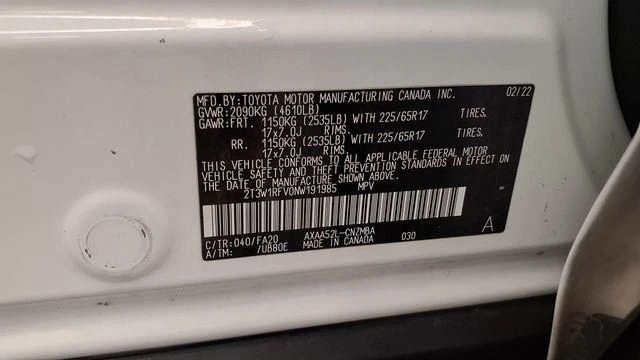 MFD.BY:TOYOTA MOTOR MANUFACTURING CANADA INC. 02/22
GVWR:2090KG (4610LB)
GAWR:FRT. 1150KG (2535LB) WITH 225/65R17 TIRES.
17x7.0J RIMS.
RR. 1150KG (2535LB) WITH 225/65R17 TIRES.
17x7.0J RIMS.
THIS VEHICLE CONFORMS TO ALL APPLICABLE FEDERAL MOTOR
VEHICLE SAFETY AND THEFT PREVENTION STANDARDS IN EFFECT ON
THE DATE OF MANUFACTURE SHOWN ABOVE.
2T3W1RFV0NW191985 MPV
C/TR:040/FA20 AXAA52L-CNZMBA 030 A
A/TM: /UB80E MADE IN CANADA